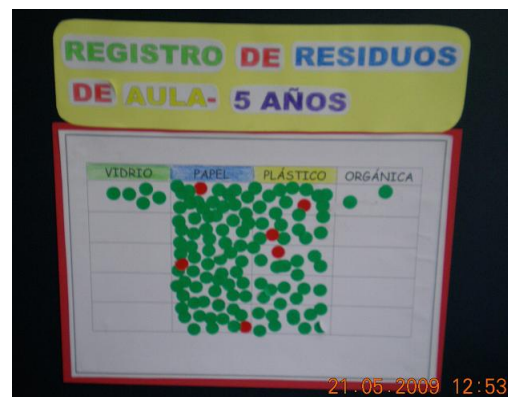 REGISTRO DE RESIDUOS
DE AULA- 5 AÑOS
VIDRIO PAPEL PLÁSTICO ORGÁNICA
21.05.2009 12:53